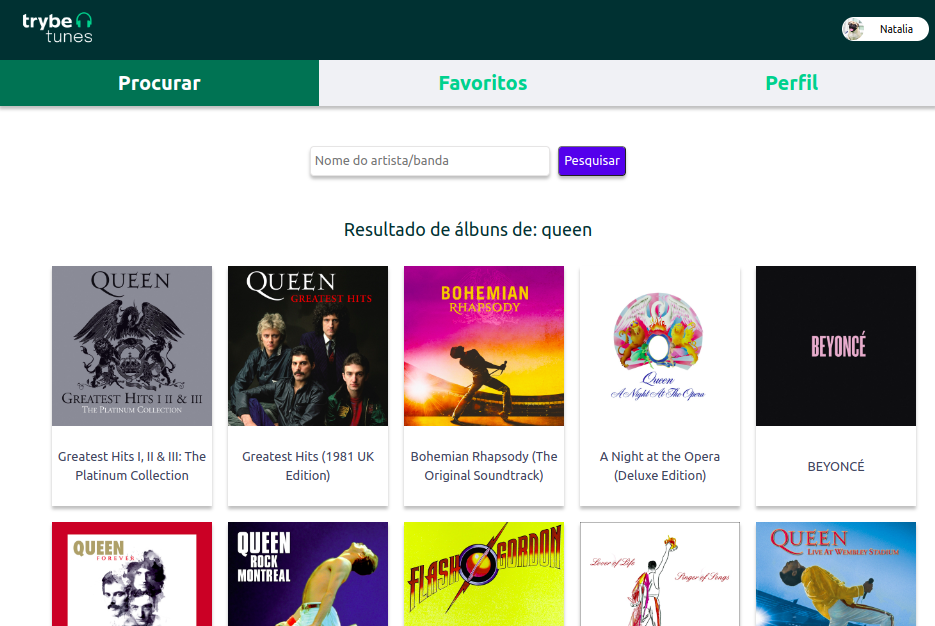 trybe
tunes
Natalia
Procurar
Favoritos
Perfil
Nome do artista/banda
Pesquisar
Resultado de álbuns de: queen
QUEEN
GREATEST HITS I II & III
THE PLATINUM COLLECTION
QUEEN
GREATEST HITS
BOHEMIAN
RHAPSODY
Queen
A Night At The Opera
BEYONCÉ
Greatest Hits I, II & III: The
Platinum Collection
Greatest Hits (1981 UK
Edition)
Bohemian Rhapsody (The
Original Soundtrack)
A Night at the Opera
(Deluxe Edition)
BEYONCÉ
QUEEN
FOREVER
QUEEN
ROCK
MONTREAL
FLASH GORDON
Lover of Life
Singer of Songs
QUEEN
LIVE AT WEMBLEY STADIUM